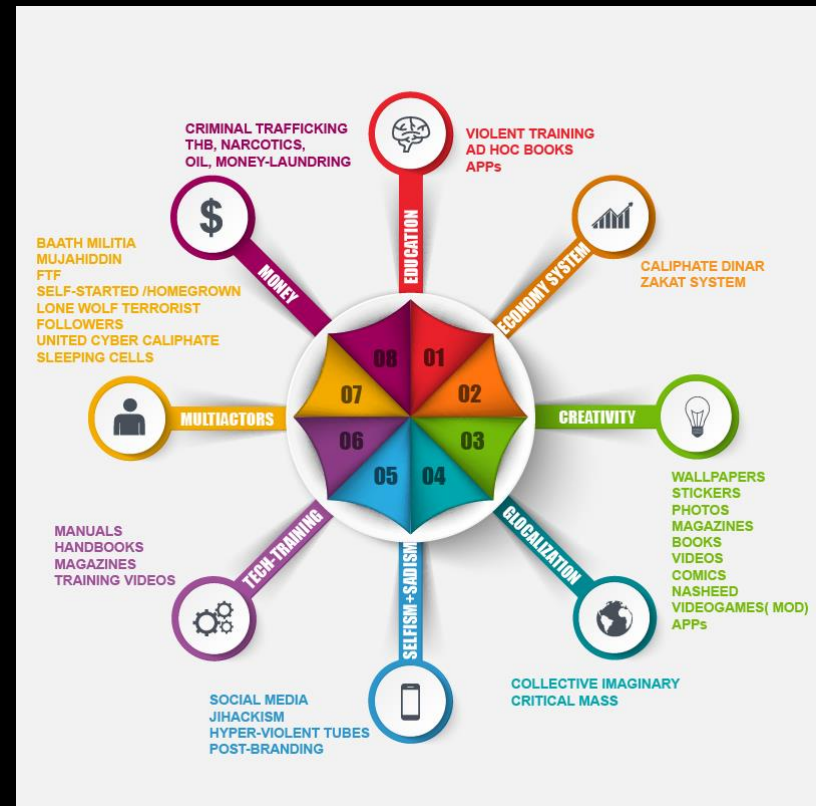 CRIMINAL TRAFFICKING
THB, NARCOTICS,
OIL, MONEY-LAUNDRING
VIOLENT TRAINING
AD HOC BOOKS
APPs
$
EDUCATION
ECONOMY SYSTEM
CALIPHATE DINAR
ZAKAT SYSTEM
MONEY
BAATH MILITIA
MUJAHIDDIN
FTF
SELF-STARTED /HOMEGROWN
LONE WOLF TERRORIST
FOLLOWERS
UNITED CYBER CALIPHATE
SLEEPING CELLS
08
01
07
02
MULTIACTORS
CREATIVITY
06
03
05
04
WALLPAPERS
STICKERS
PHOTOS
MAGAZINES
BOOKS
VIDEOS
COMICS
NASHEED
VIDEOGAMES( MOD)
APPs
MANUALS
HANDBOOKS
MAGAZINES
TRAINING VIDEOS
TECH-TRAINING
SELFISM+SADISM
GLOCALIZATION
COLLECTIVE IMAGINARY
CRITICAL MASS
SOCIAL MEDIA
JIHACKISM
HYPER-VIOLENT TUBES
POST-BRANDING